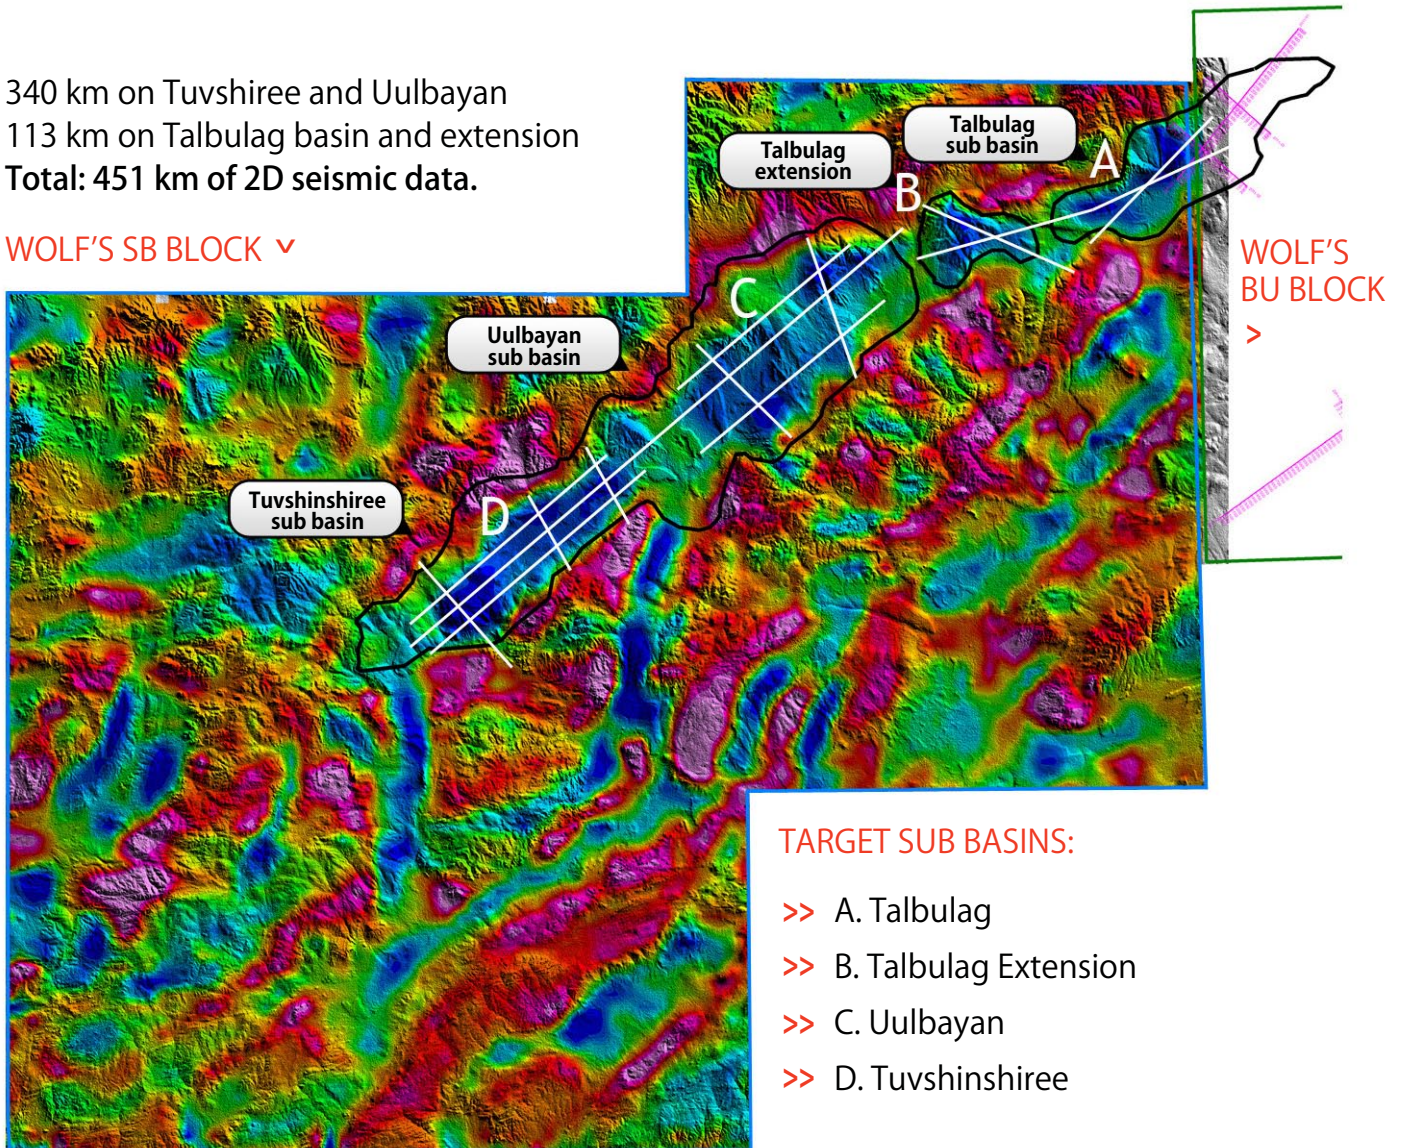 340 km on Tuvshiree and Uulbayan
113 km on Talbulag basin and extension
Total: 451 km of 2D seismic data.
WOLF'S SB BLOCK ˅
Talbulag
sub basin
Talbulag
extension
A
B
WOLF'S
BU BLOCK
>
C
Uulbayan
sub basin
Tuvshinshiree
sub basin
D
TARGET SUB BASINS:
>> A. Talbulag
>> B. Talbulag Extension
>> C. Uulbayan
>> D. Tuvshinshiree